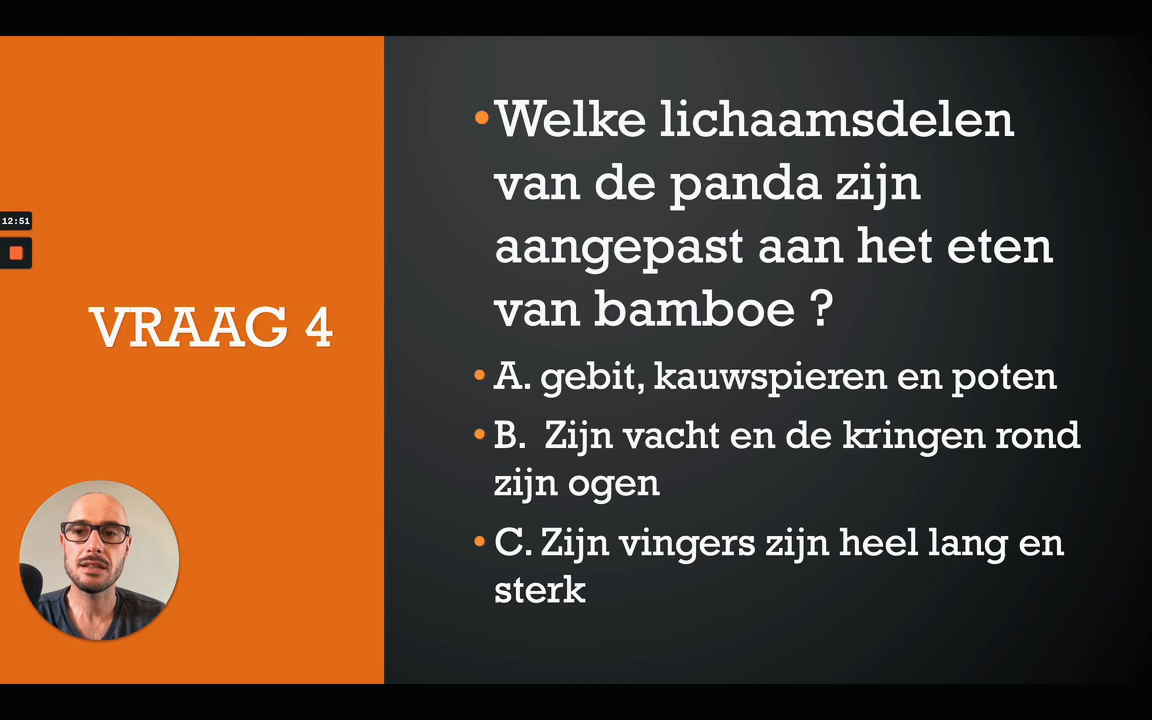 12:51
VRAAG 4
•Welke lichaamsdelen
van de panda zijn
aangepast aan het eten
van bamboe ?
• A. gebit, kauwspieren en poten
• B.  Zijn vacht en de kringen rond
zijn ogen
• C. Zijn vingers zijn heel lang en
sterk